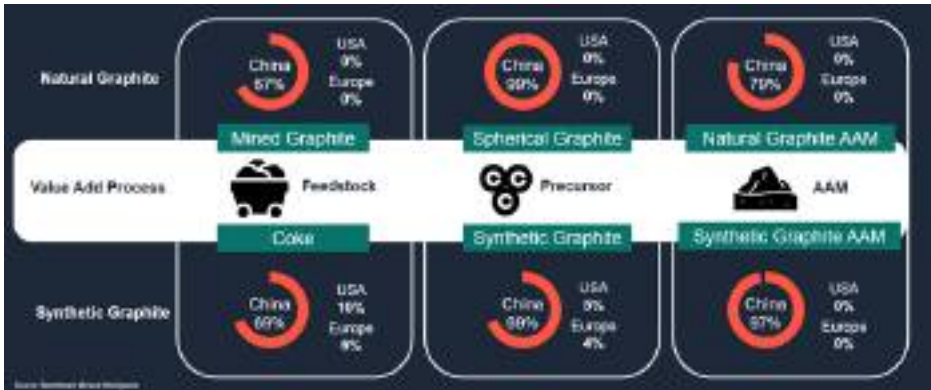 China
67%
USA
0%
Europe
0%
China
99%
USA
0%
Europe
0%
China
79%
USA
0%
Europe
0%
Natural Graphite
Mined Graphite
Spherical Graphite
Natural Graphite AAM
Value Add Process
Feedstock
Precursor
AAM
Coke
Synthetic Graphite
Synthetic Graphite AAM
Synthetic Graphite
China
69%
USA
10%
Europe
China
USA
Europe
4%
China
97%
USA
0%
Europe
0%